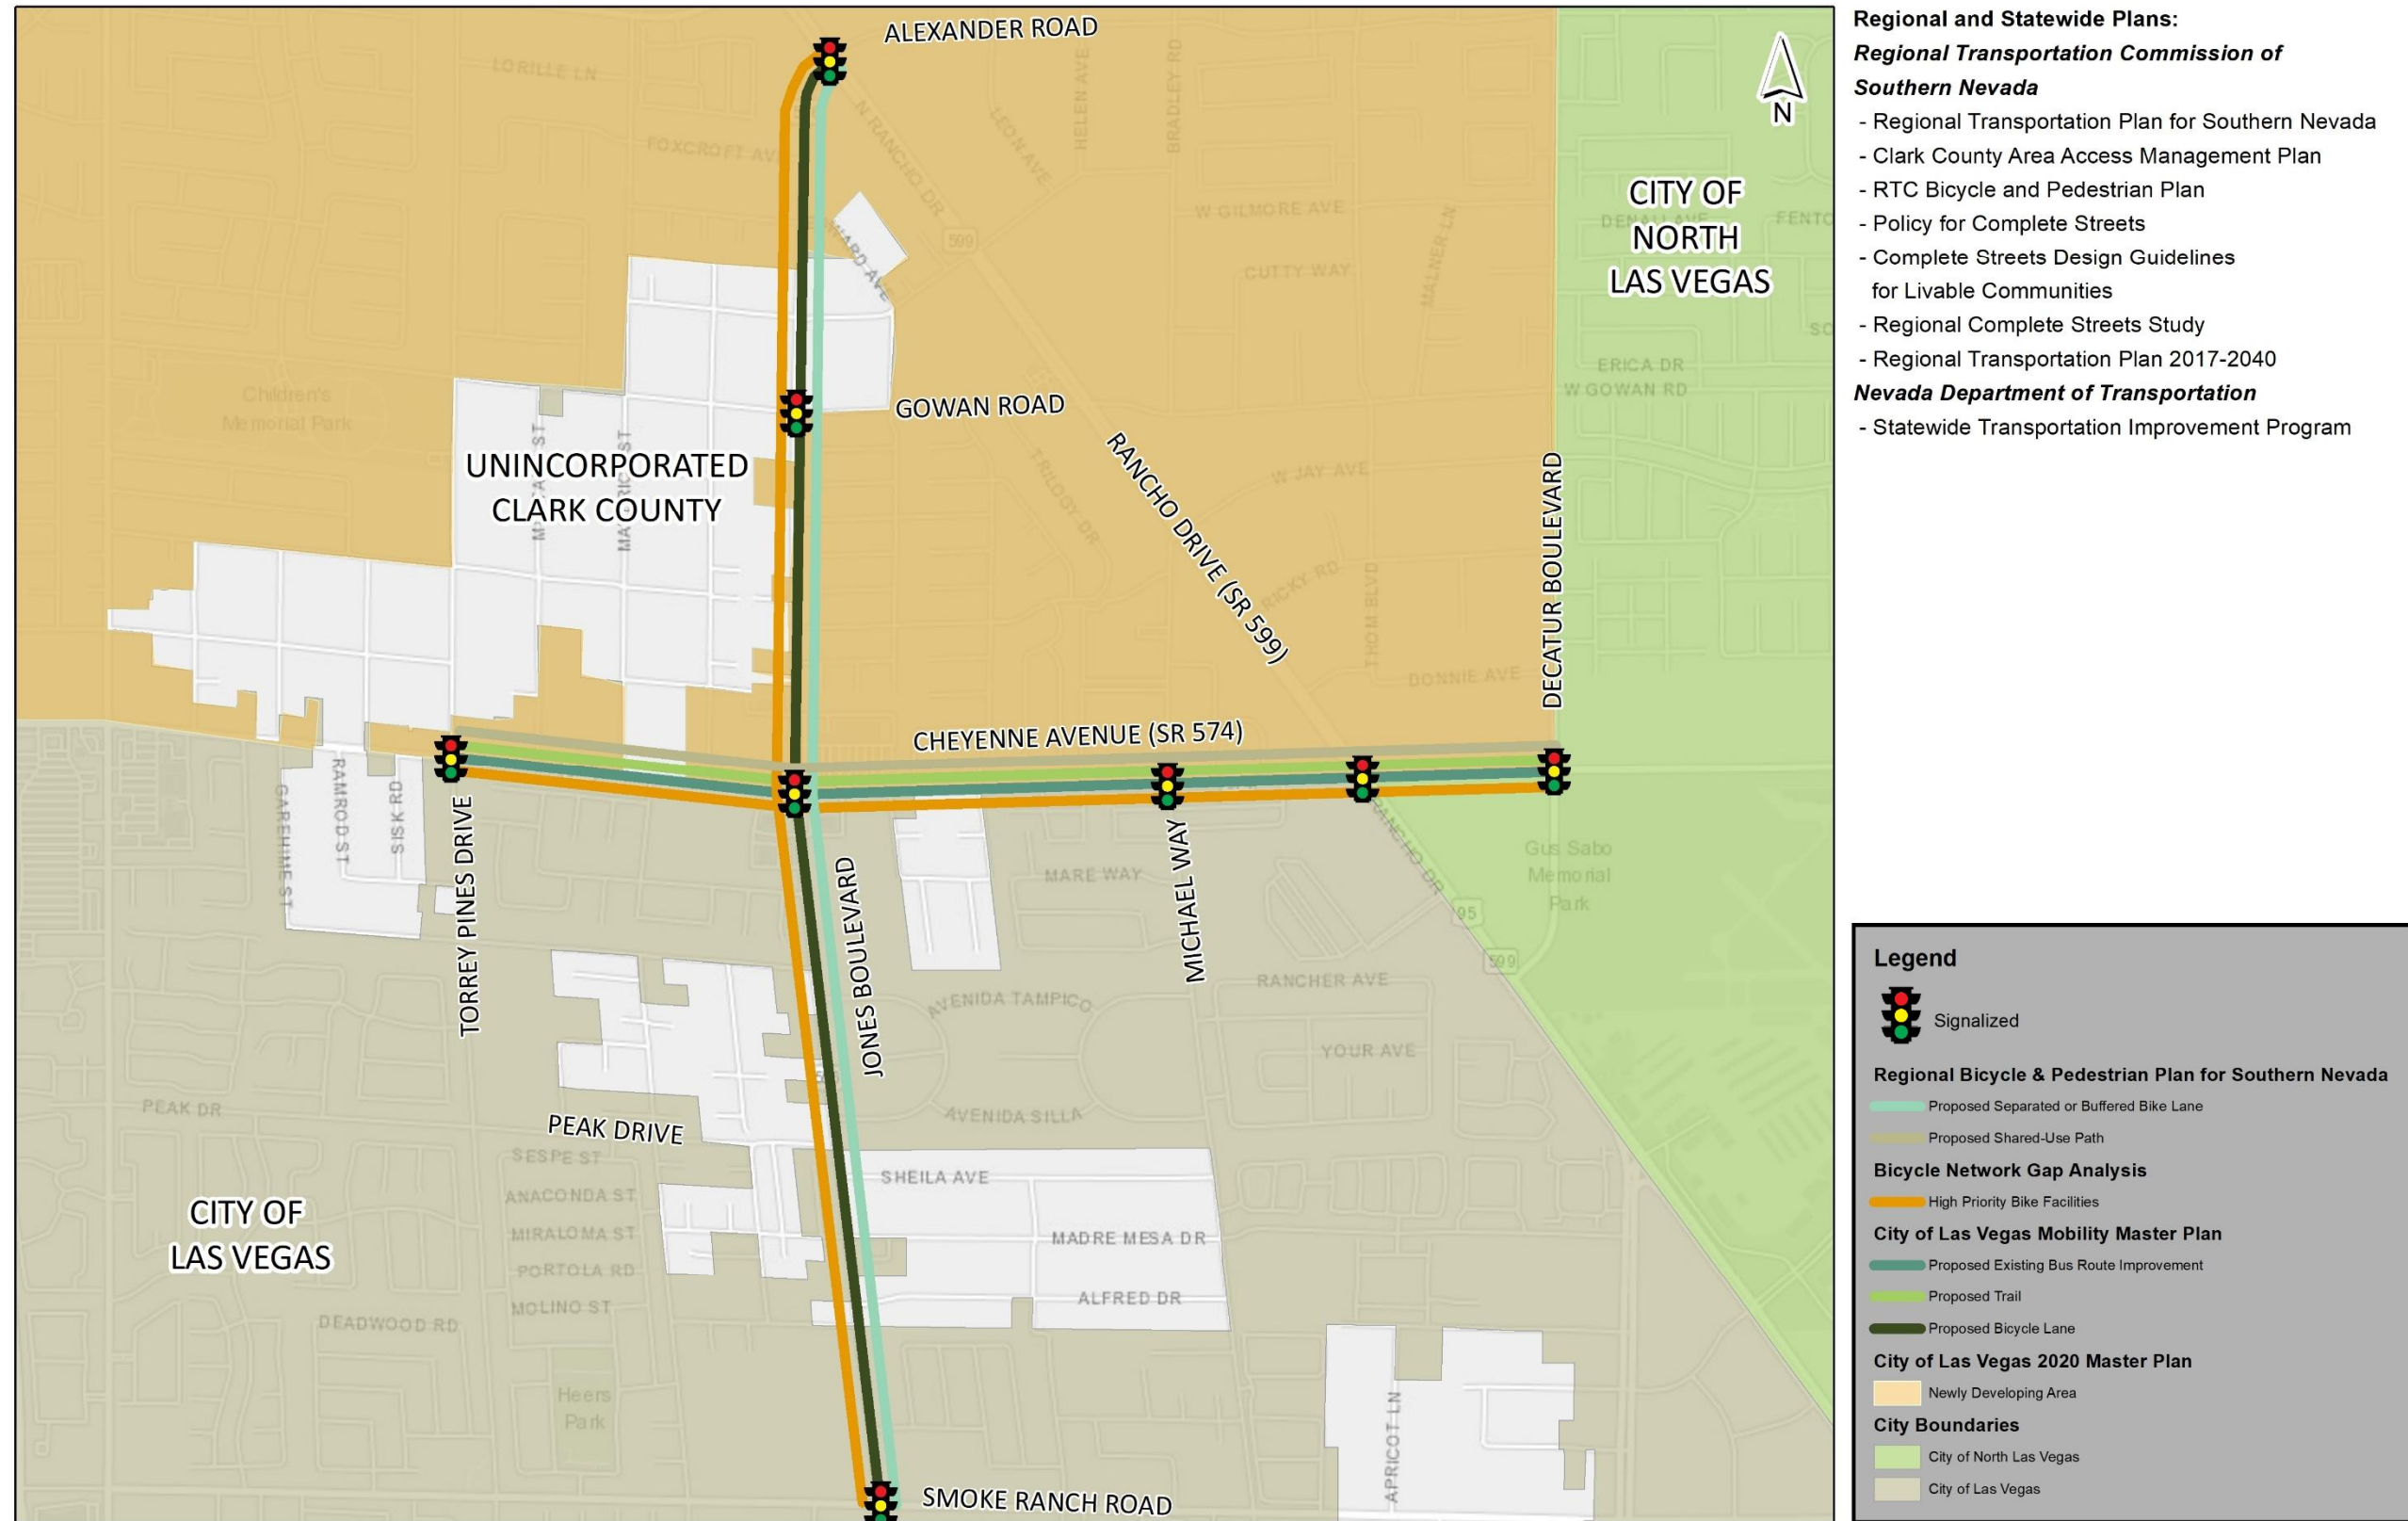 ALEXANDER ROAD
LORILLE LN
FOXCROFT AVE
N RANCHO DR
LEON AVE
HELEN AVE
BRADLEY RD
W GILMORE AVE
599
CUTTY WAY
MALNER LN
N
CITY OF
NORTH
LAS VEGAS
DENALI AVE
ERICA DR
W GOWAN RD
Children's
Memorial Park
GOWAN ROAD
UNINCORPORATED
CLARK COUNTY
TRILOGY DR
W JAY AVE
RANCHO DRIVE (SR 599)
RICKY RD
THOM BLVD
DONNIE AVE
DECATUR BOULEVARD
CHEYENNE AVENUE (SR 574)
GAREHIME ST
RAMROD ST
SISK RD
TORREY PINES DRIVE
JONES BOULEVARD
MARE WAY
MICHAEL WAY
RANCHO DR
95
599
Gus Sabo
Memorial
Park
RANCHER AVE
AVENIDA TAMPICO
YOUR AVE
AVENIDA SILLA
PEAK DR
PEAK DRIVE
SESPE ST
ANACONDA ST
MIRALOMA ST
PORTOLA RD
MOLINO ST
DEADWOOD RD
CITY OF
LAS VEGAS
SHEILA AVE
MADRE MESA DR
ALFRED DR
Heers
Park
APRICOT LN
SMOKE RANCH ROAD
Regional and Statewide Plans:
Regional Transportation Commission of
Southern Nevada
- Regional Transportation Plan for Southern Nevada
- Clark County Area Access Management Plan
- RTC Bicycle and Pedestrian Plan
- Policy for Complete Streets
- Complete Streets Design Guidelines
for Livable Communities
- Regional Complete Streets Study
- Regional Transportation Plan 2017-2040
Nevada Department of Transportation
- Statewide Transportation Improvement Program
Legend
Signalized
Regional Bicycle & Pedestrian Plan for Southern Nevada
Proposed Separated or Buffered Bike Lane
Proposed Shared-Use Path
Bicycle Network Gap Analysis
High Priority Bike Facilities
City of Las Vegas Mobility Master Plan
Proposed Existing Bus Route Improvement
Proposed Trail
Proposed Bicycle Lane
City of Las Vegas 2020 Master Plan
Newly Developing Area
City Boundaries
City of North Las Vegas
City of Las Vegas